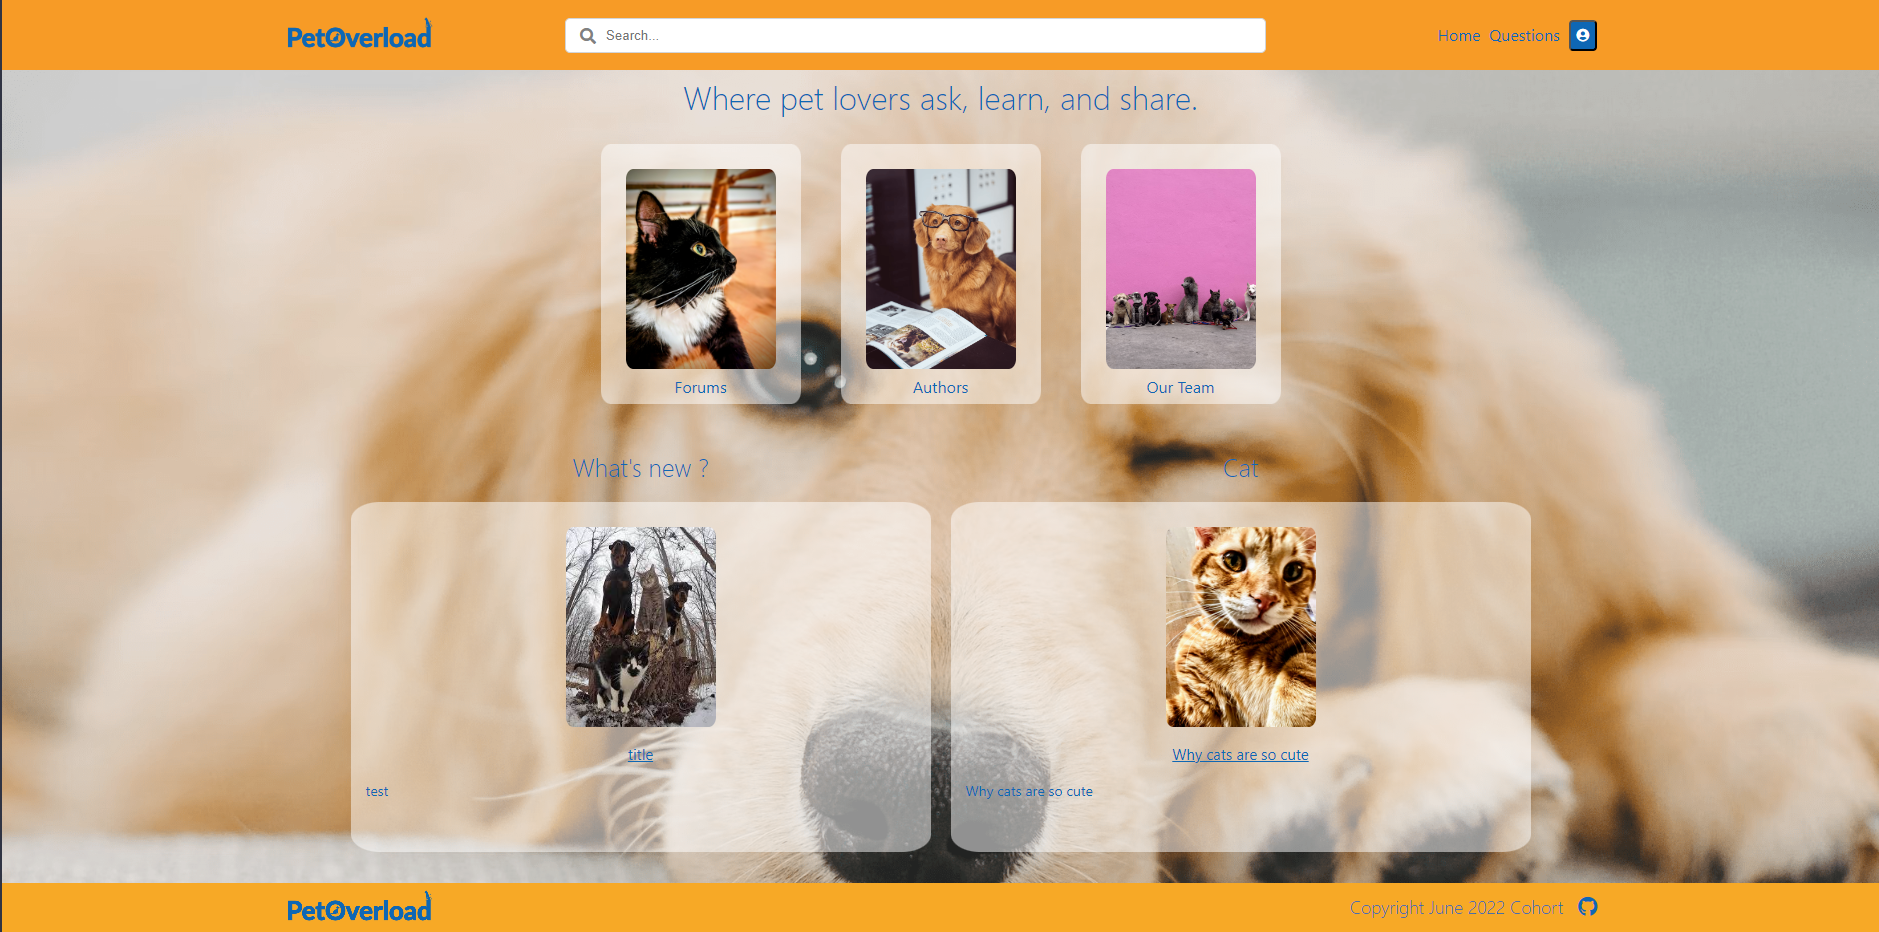 PetOverload
Search...
Home Questions
Where pet lovers ask, learn, and share.
Forums
Authors
Our Team
What's new ?
title
test
Cat
Why cats are so cute
Why cats are so cute
PetOverload
Copyright June 2022 Cohort